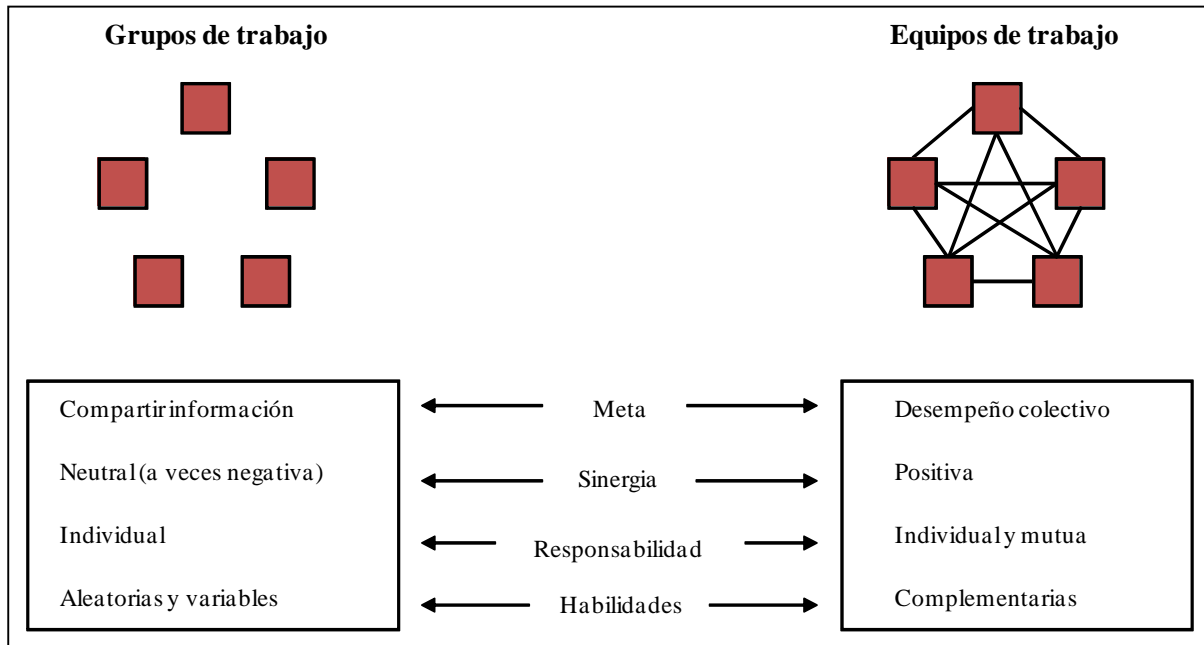 Grupos de trabajo
Equipos de trabajo
Compartir información
Meta
Desempeño colectivo
Neutral (a veces negativa)
Sinergia
Positiva
Individual
Responsabilidad
Individual y mutua
Aleatorias y variables
Habilidades
Complementarias